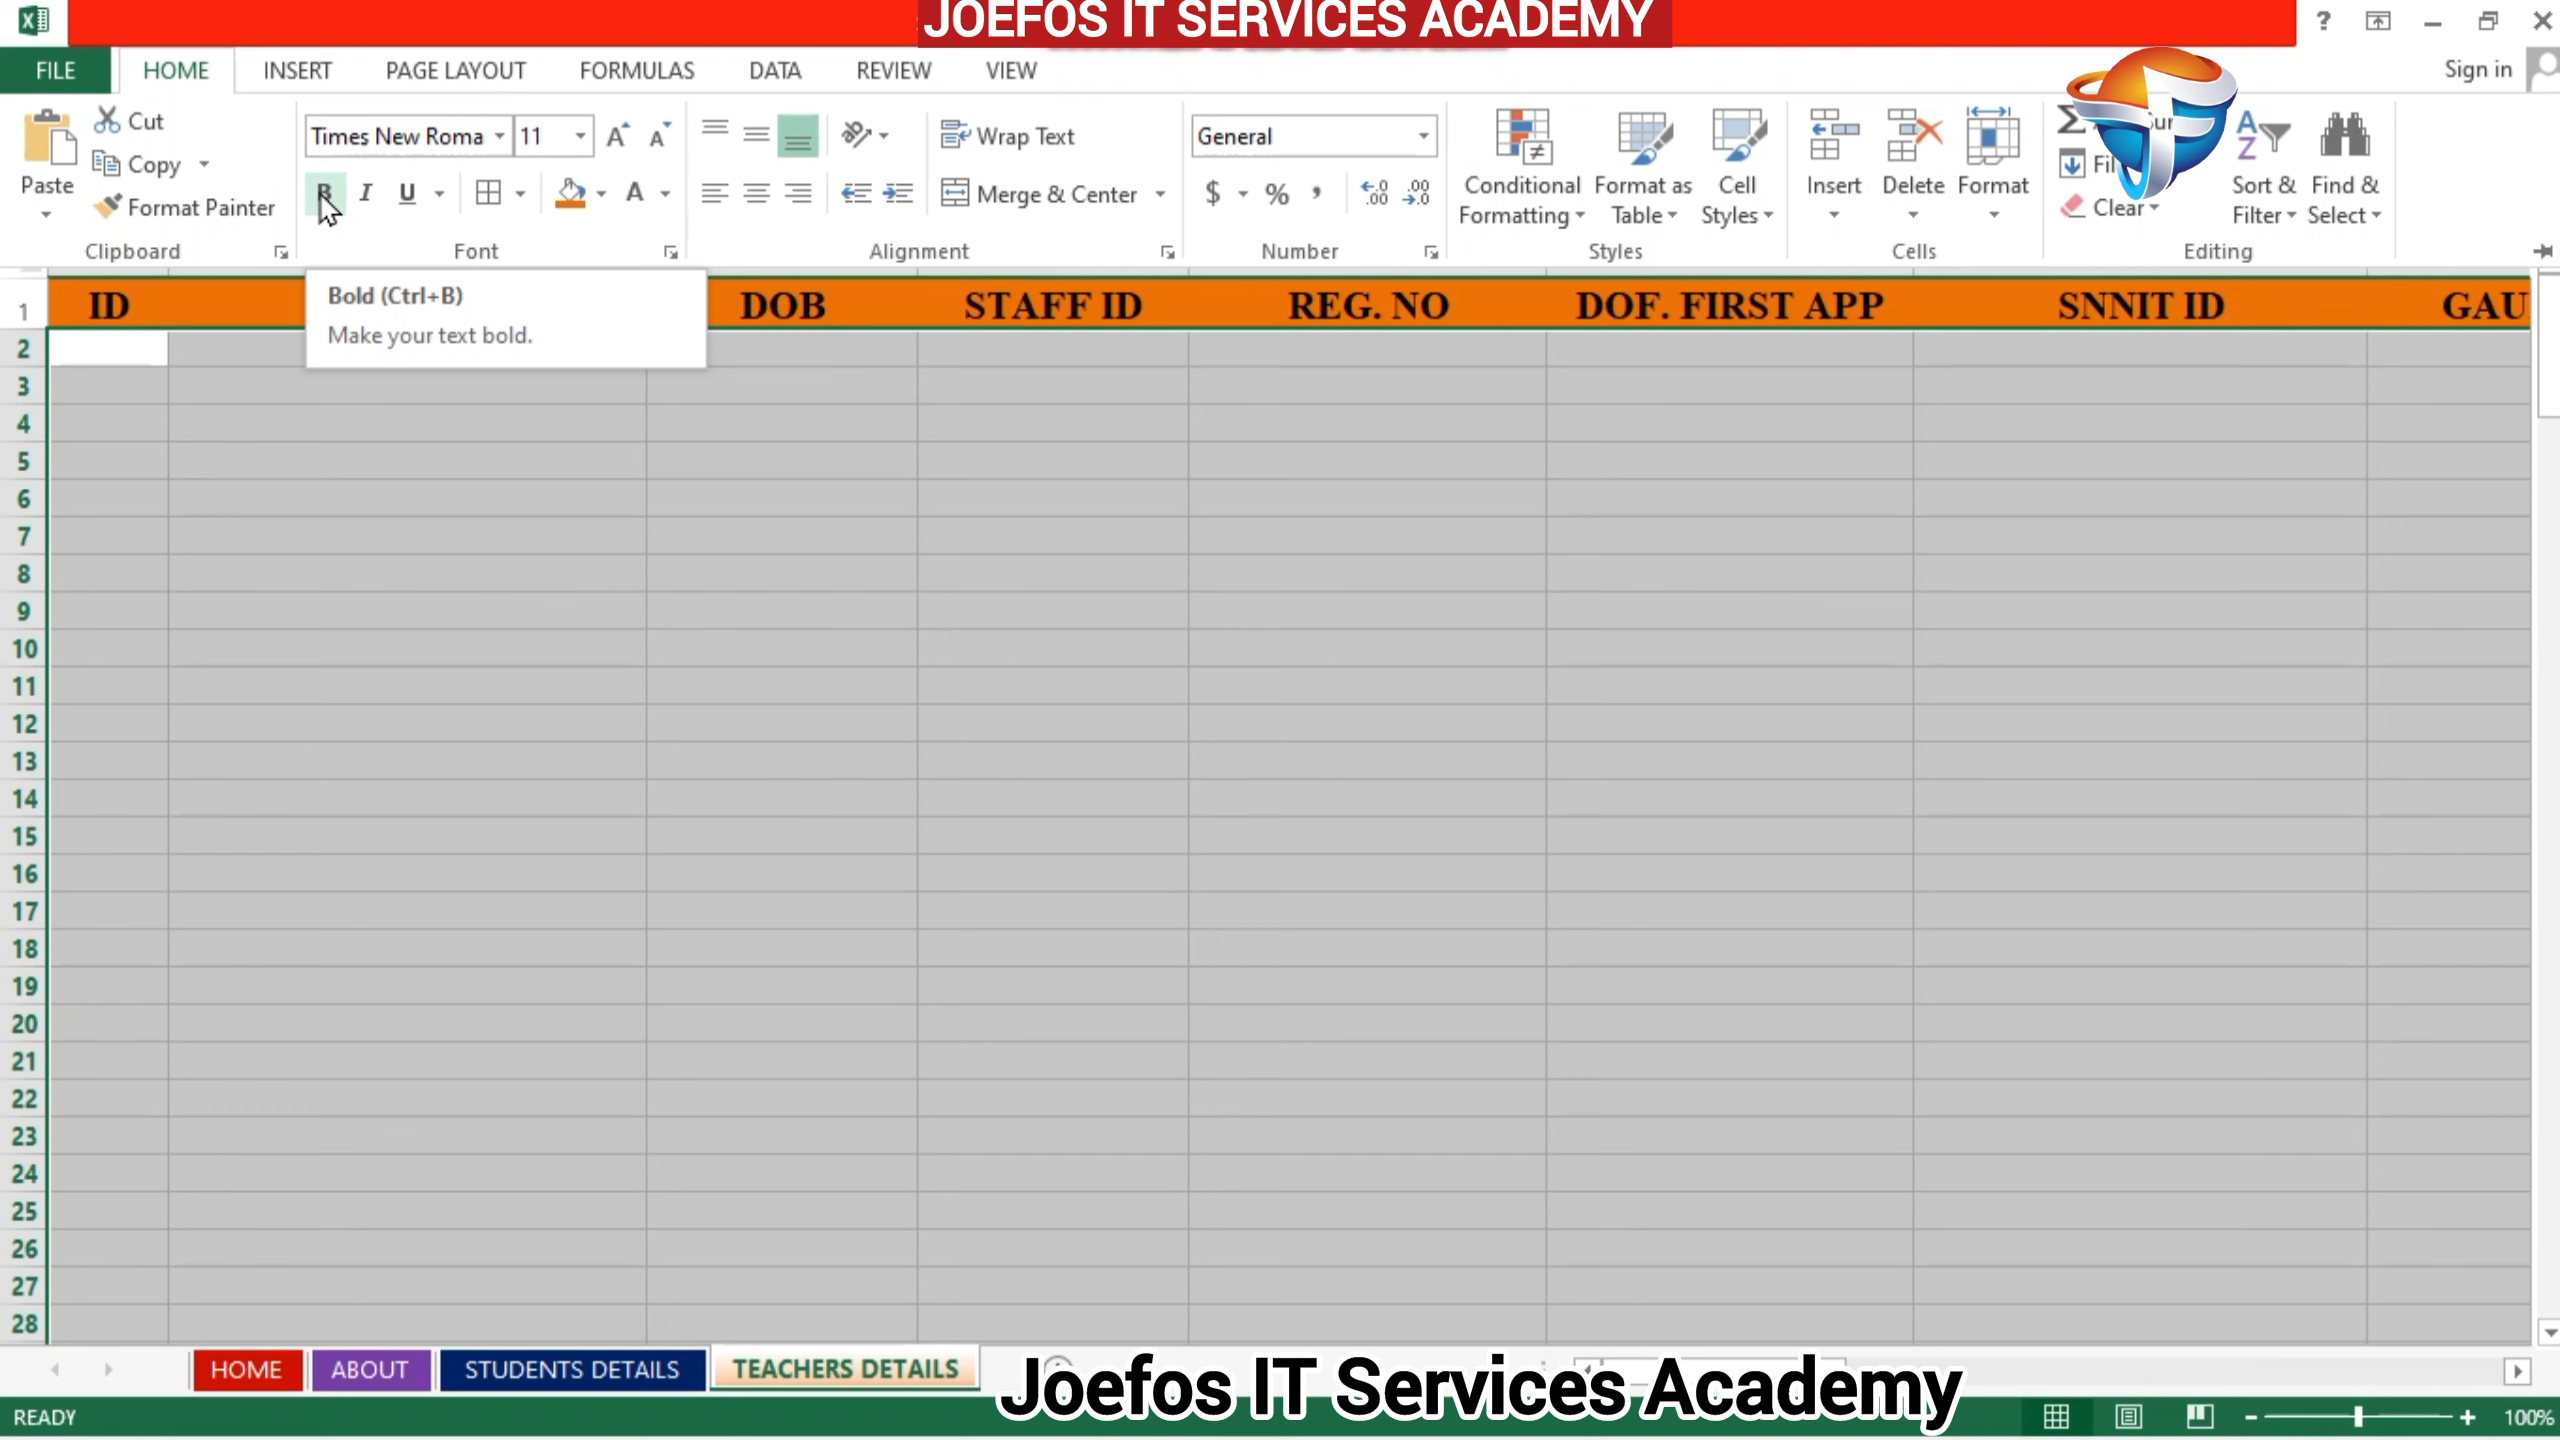 JOEFOS IT SERVICES ACADEMY
FILE HOME INSERT PAGE LAYOUT FORMULAS DATA REVIEW VIEW Sign in
Paste Cut Copy Format Painter Clipboard
Times New Roma 11
B I U A Font
Wrap Text
Merge & Center
Alignment
General
$ % , Number
Conditional Formatting Format as Table Cell Styles Styles
Insert Delete Format Cells
Clear Sort & Filter Find & Select Editing
Bold (Ctrl+B)
Make your text bold.
1 ID DOB STAFF ID REG. NO DOF. FIRST APP SNNIT ID GAU
2
3
4
5
6
7
8
9
10
11
12
13
14
15
16
17
18
19
20
21
22
23
24
25
26
27
28
HOME ABOUT STUDENTS DETAILS TEACHERS DETAILS
Joefos IT Services Academy
READY 100%